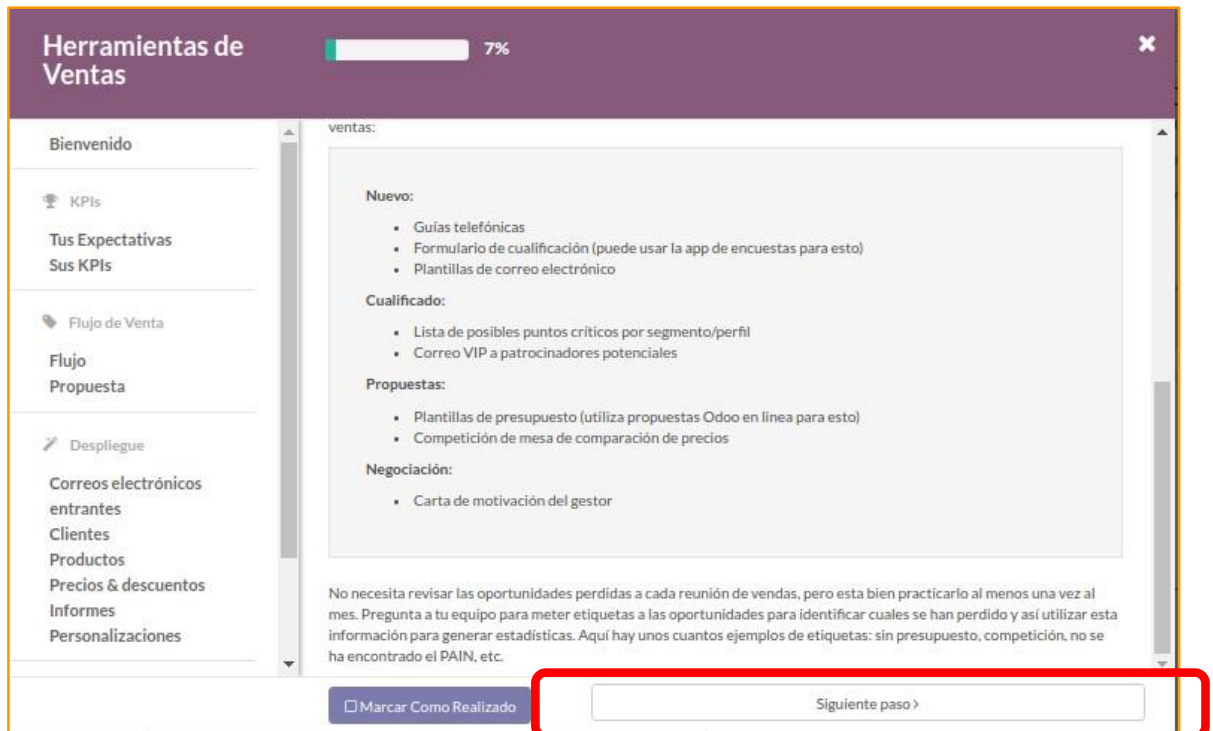 Herramientas de
Ventas
7%
Bienvenido
KPIs
Tus Expectativas
Sus KPIs
Flujo de Venta
Flujo
Propuesta
Despliegue
Correos electrónicos
entrantes
Clientes
Productos
Precios & descuentos
Informes
Personalizaciones
ventas:
Nuevo:
Guías telefónicas
Formulario de cualificación (puede usar la app de encuestas para esto)
Plantillas de correo electrónico
Cualificado:
Lista de posibles puntos críticos por segmento/perfil
Correo VIP a patrocinadores potenciales
Propuestas:
Plantillas de presupuesto (utiliza propuestas Odoo en linea para esto)
Competición de mesa de comparación de precios
Negociación:
Carta de motivación del gestor
No necesita revisar las oportunidades perdidas a cada reunión de vendas, pero esta bien practicarlo al menos una vez al
mes. Pregunta a tu equipo para meter etiquetas a las oportunidades para identificar cuales se han perdido y así utilizar esta
información para generar estadísticas. Aquí hay unos cuantos ejemplos de etiquetas: sin presupuesto, competición, no se
ha encontrado el PAIN, etc.
Marcar Como Realizado
Siguiente paso >